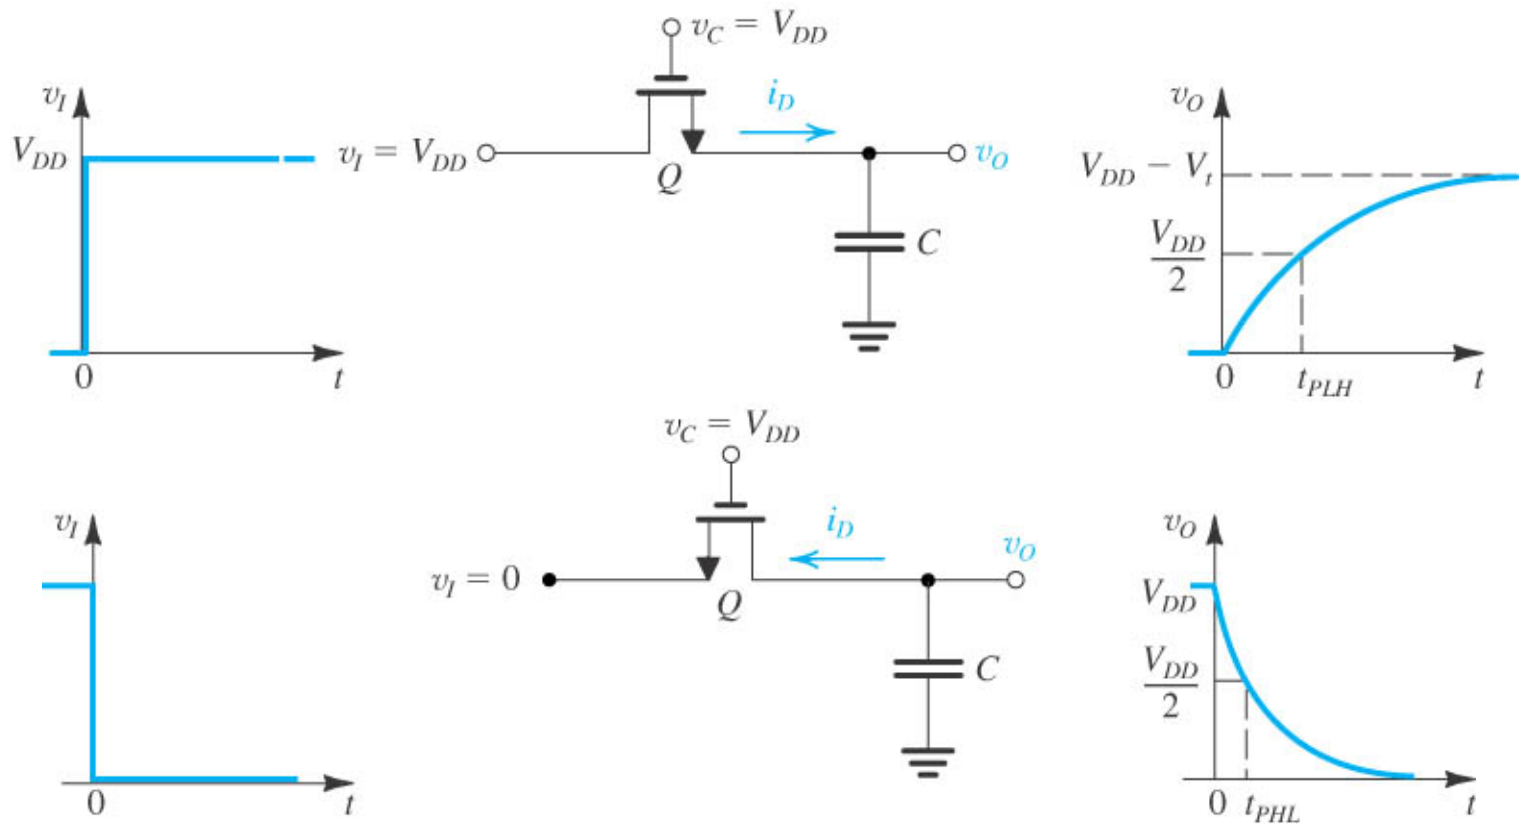 v_C = V_DD
v_I
V_DD
v_I = V_DD
i_D
Q
v_O
C
0
t
v_O
V_DD − V_t
V_DD
2
0
t_PLH
t
v_C = V_DD
v_I
0
t
v_I = 0
i_D
Q
v_O
C
v_O
V_DD
V_DD
2
0
t_PHL
t